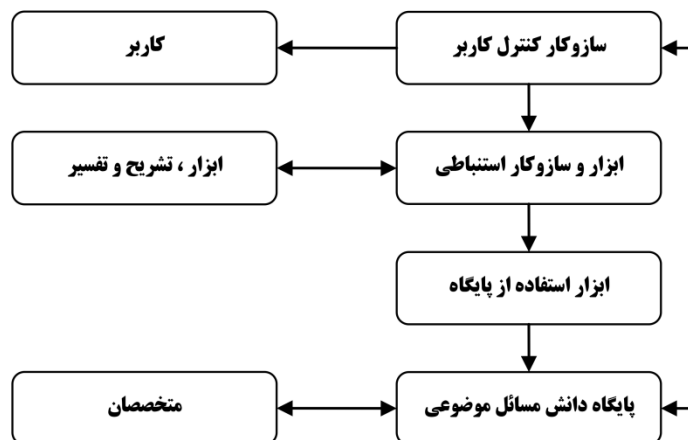 سازوکار کنترل کاربر
کاربر
ابزار و سازوکار استنباطی
ابزار ، تشریح و تفسیر
ابزار استفاده از پایگاه
پایگاه دانش مسائل موضوعی
متخصصان